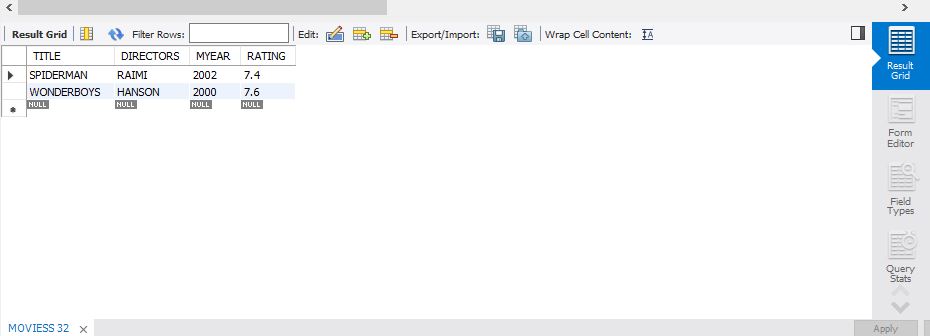 Result Grid Filter Rows: Edit: Export/Import: Wrap Cell Content: IA
TITLE DIRECTORS MYEAR RATING
SPIDERMAN RAIMI 2002 7.4
WONDERBOYS HANSON 2000 7.6
NULL NULL NULL NULL
Result
Grid
Form
Editor
Field
Types
Query
Stats
MOVIESS 32 ×
Apply